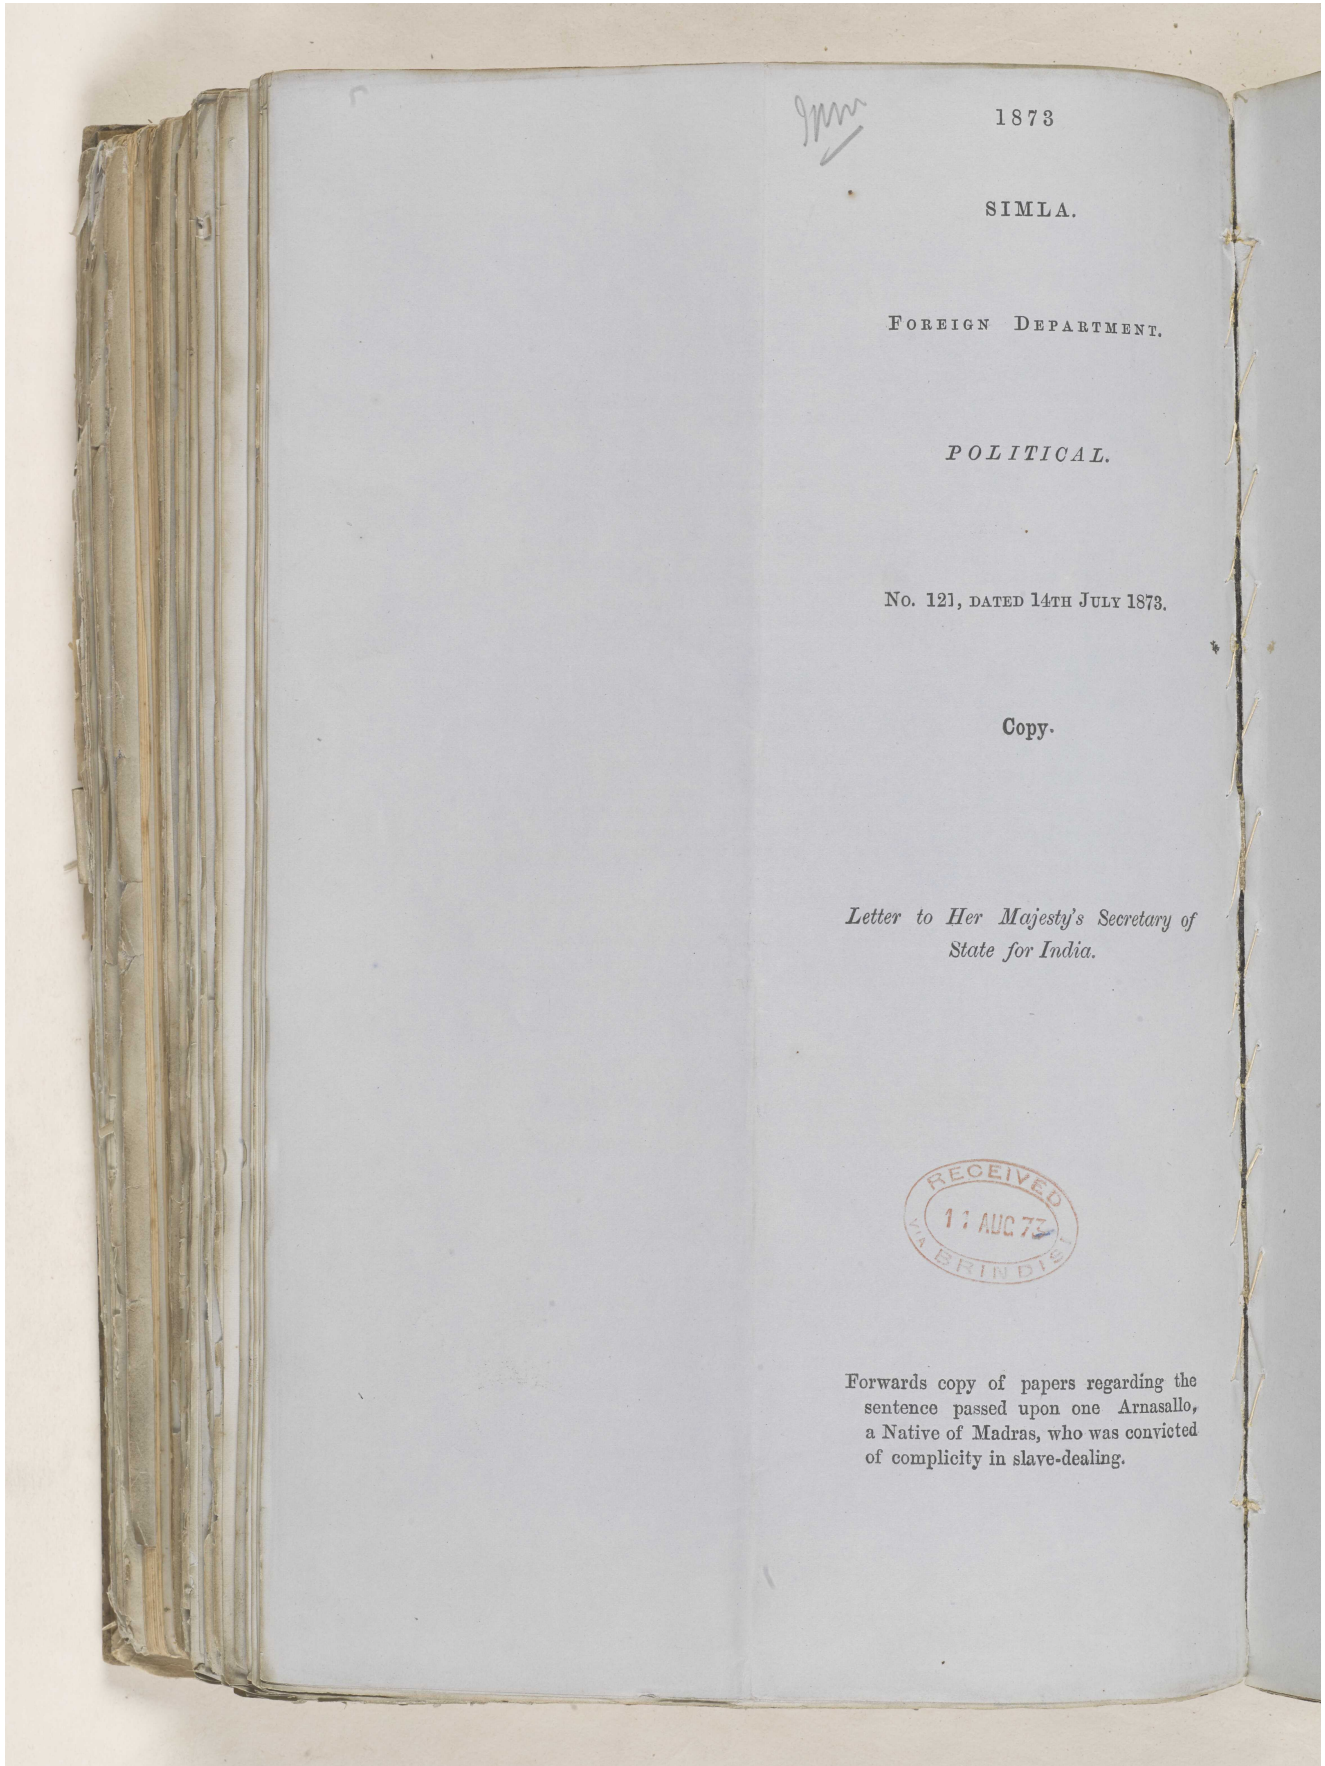 1873
SIMLA.
FOREIGN DEPARTMENT.
POLITICAL.
No. 121, DATED 14TH JULY 1873.
Copy.
Letter to Her Majesty's Secretary of
State for India.
RECEIVED
AUG 73
VIA BRINDISI
Forwards copy of papers regarding the
sentence passed upon one Arnasallo,
a Native of Madras, who was convicted
of complicity in slave-dealing.